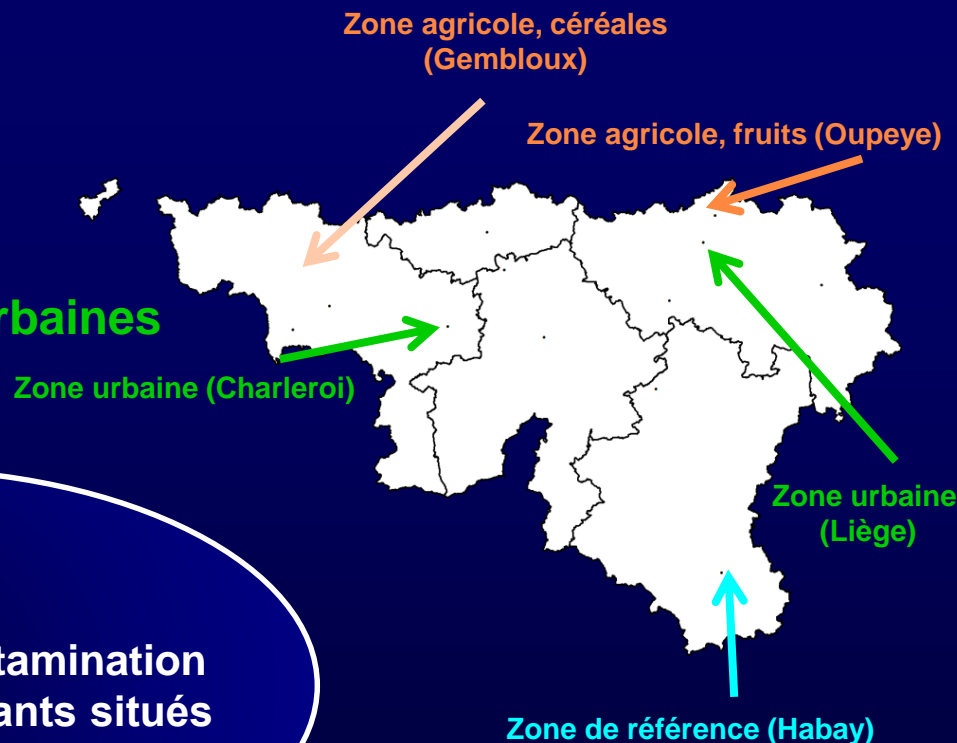 Zone agricole, céréales
(Gembloux)
Zone agricole, fruits (Oupeye)
rbaines
Zone urbaine (Charleroi)
Zone urbaine
(Liège)
tamination
ants situés
Zone de référence (Habay)